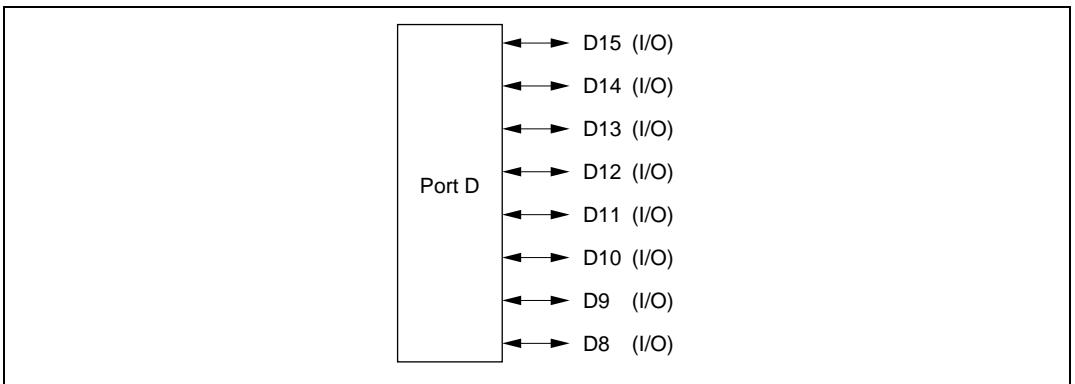 D15 (I/O)
D14 (I/O)
D13 (I/O)
D12 (I/O)
Port D
D11 (I/O)
D10 (I/O)
D9 (I/O)
D8 (I/O)